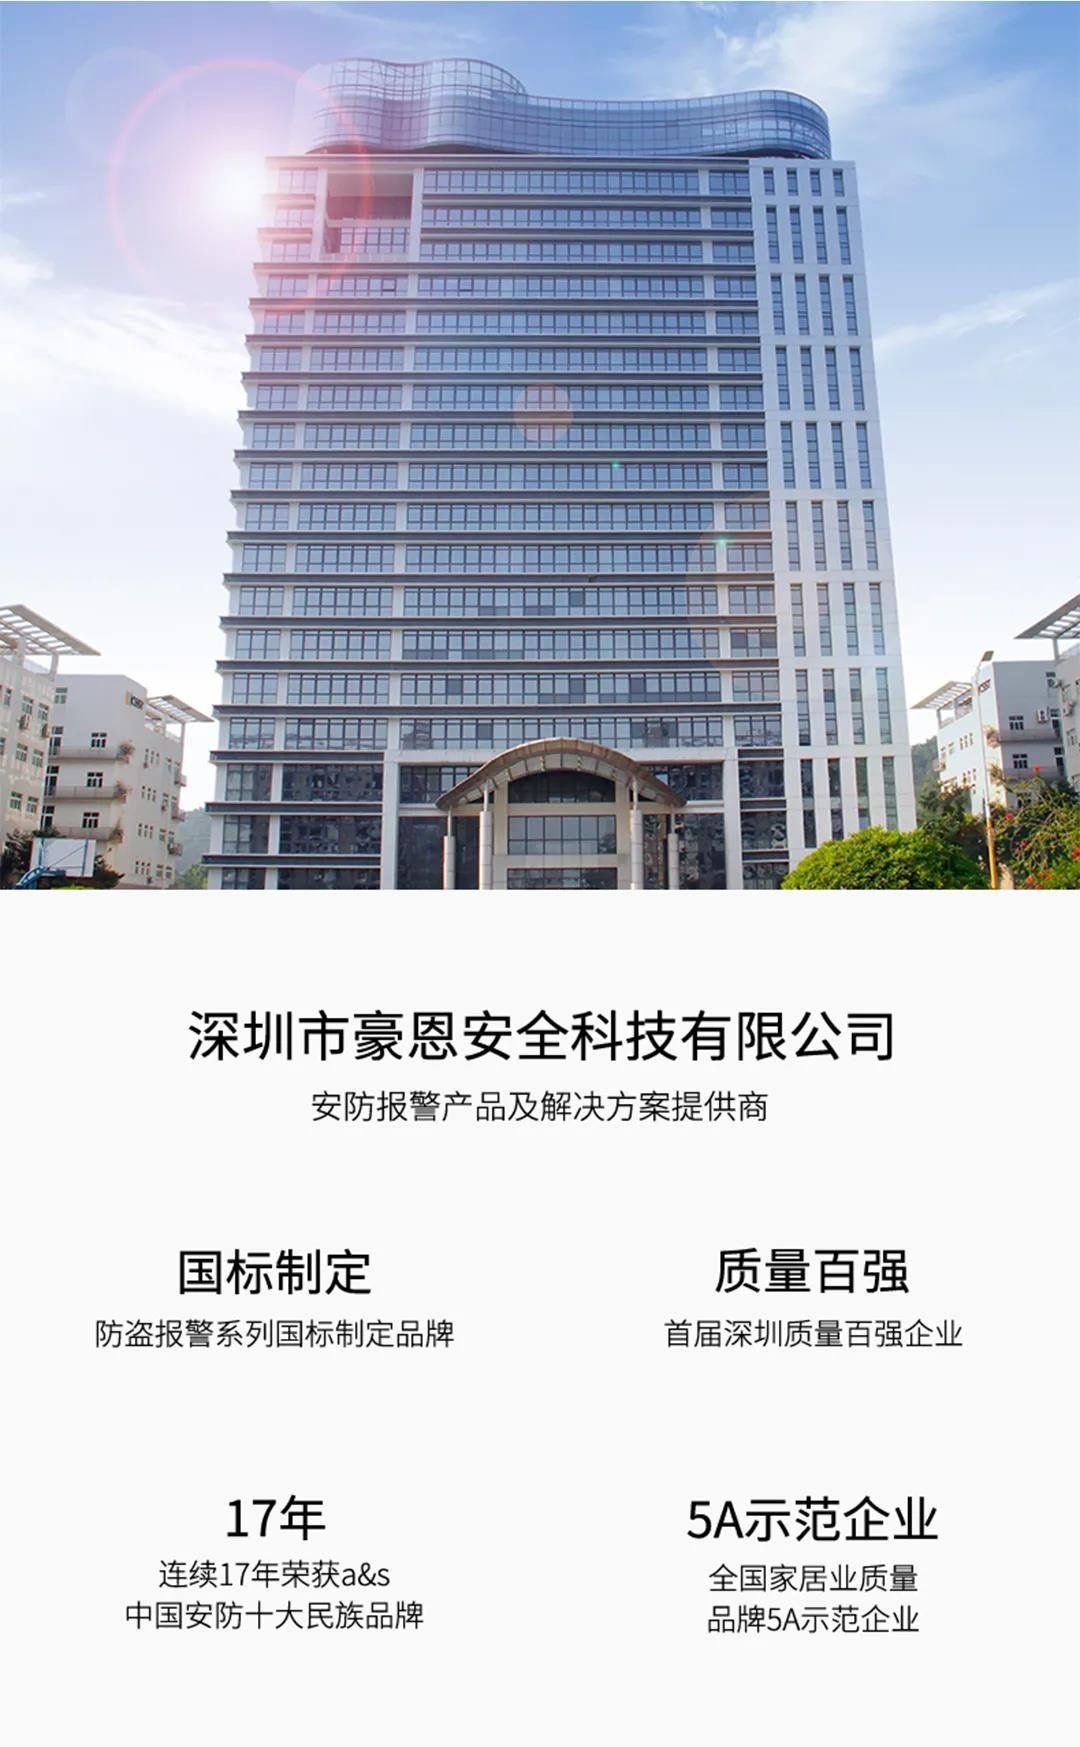 深圳市豪恩安全科技有限公司
安防报警产品及解决方案提供商
国标制定
防盗报警系列国标制定品牌
质量百强
首届深圳质量百强企业
17年
连续17年荣获a&s
中国安防十大民族品牌
5A示范企业
全国家居业质量
品牌5A示范企业